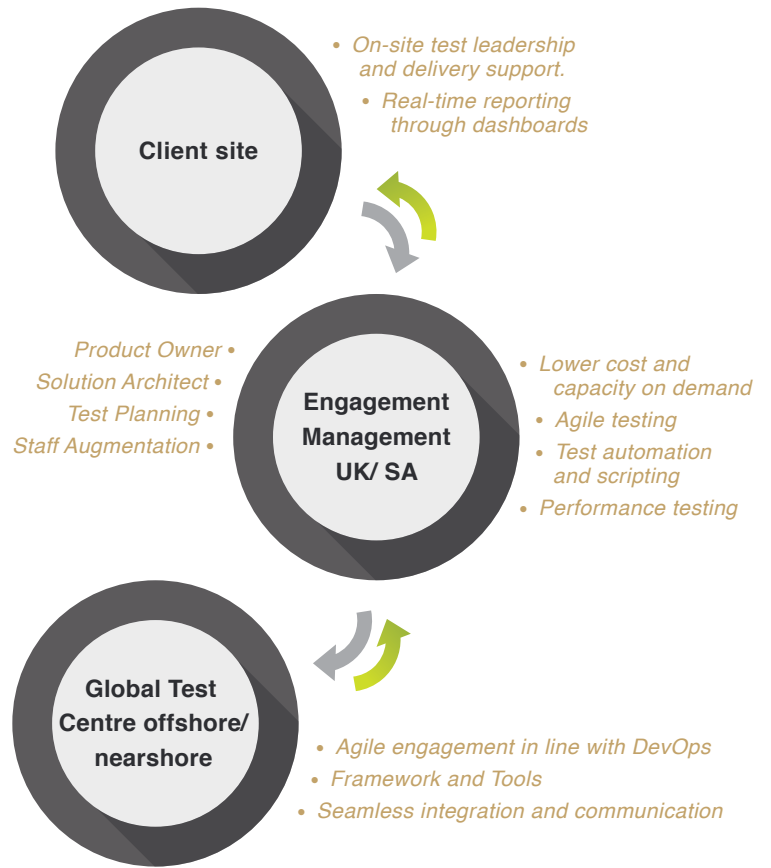 • On-site test leadership
and delivery support.
• Real-time reporting
through dashboards
Client site
Product Owner •
Solution Architect •
Test Planning •
Staff Augmentation •
Engagement
Management
UK/ SA
• Lower cost and
capacity on demand
• Agile testing
• Test automation
and scripting
• Performance testing
Global Test
Centre offshore/
nearshore
• Agile engagement in line with DevOps
• Framework and Tools
• Seamless integration and communication